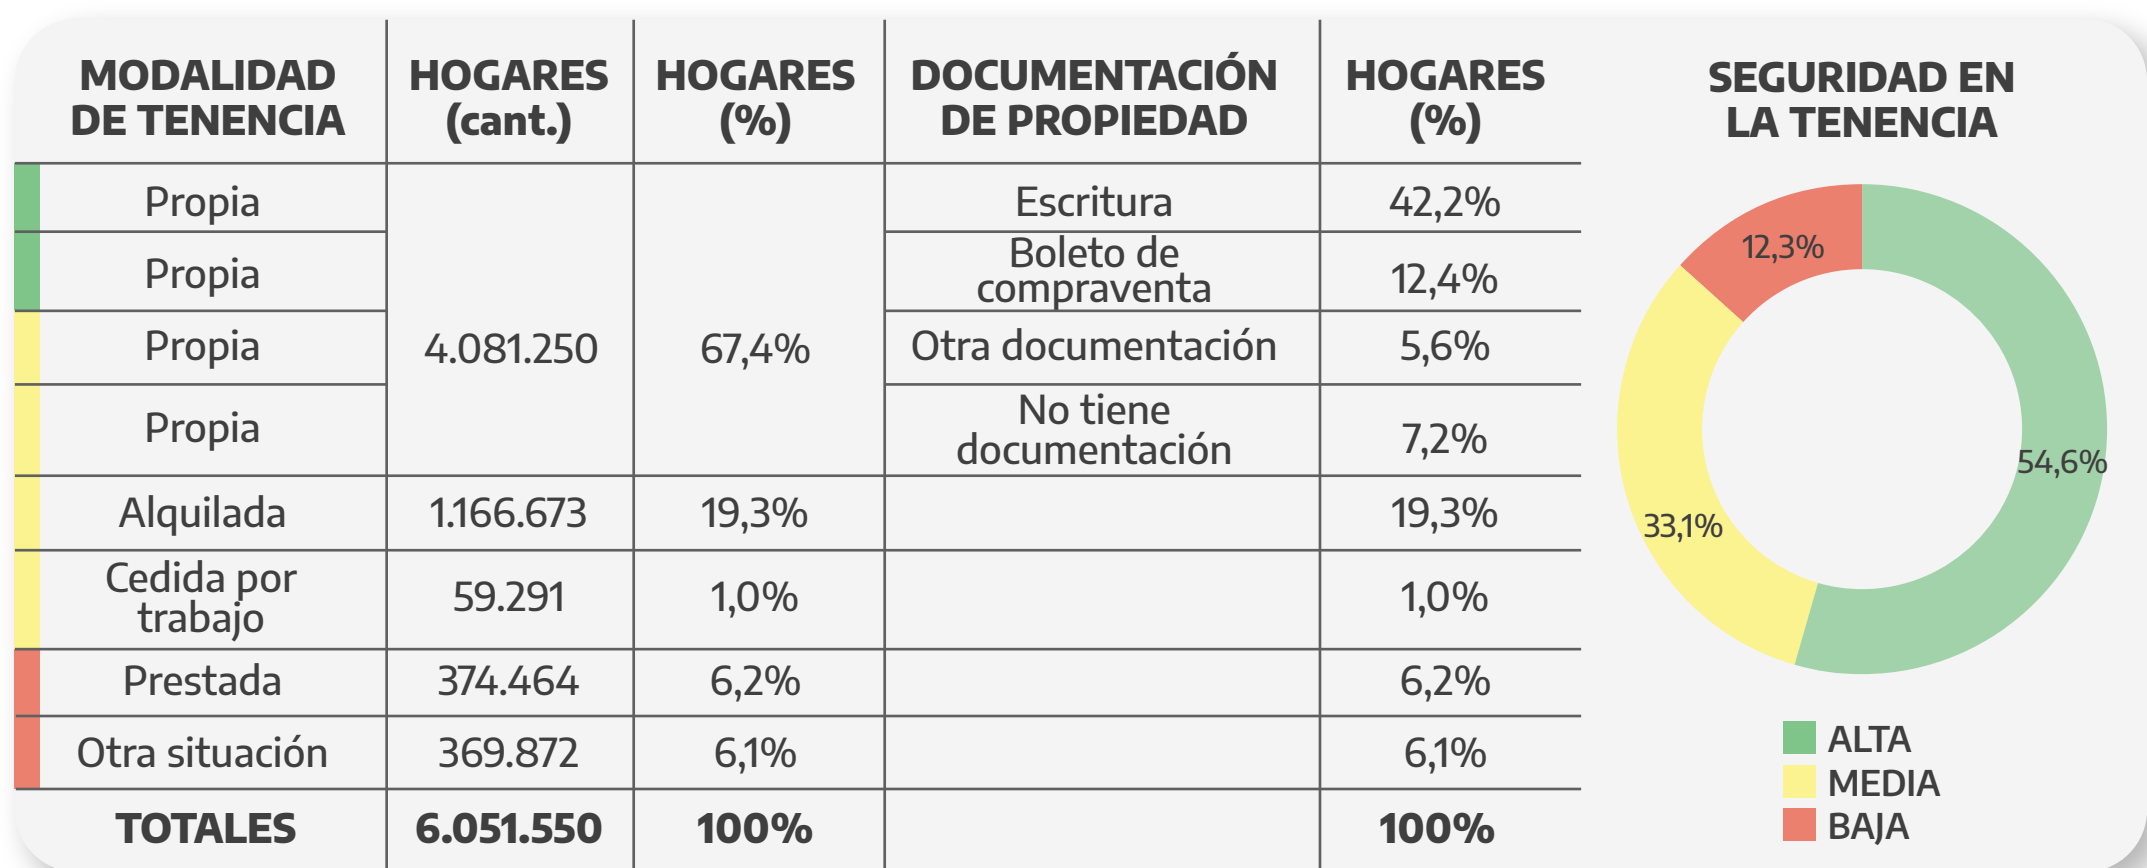 MODALIDAD
DE TENENCIA
HOGARES
(cant.)
HOGARES
(%)
DOCUMENTACIÓN
DE PROPIEDAD
HOGARES
(%)
Propia
Escritura
42,2%
Propia
Boleto de
compraventa
12,4%
Propia
4.081.250
67,4%
Otra documentación
5,6%
Propia
No tiene
documentación
7,2%
Alquilada
1.166.673
19,3%
19,3%
Cedida por
trabajo
59.291
1,0%
1,0%
Prestada
374.464
6,2%
6,2%
Otra situación
369.872
6,1%
6,1%
TOTALES
6.051.550
100%
100%
SEGURIDAD EN
LA TENENCIA
12,3%
54,6%
33,1%
ALTA
MEDIA
BAJA